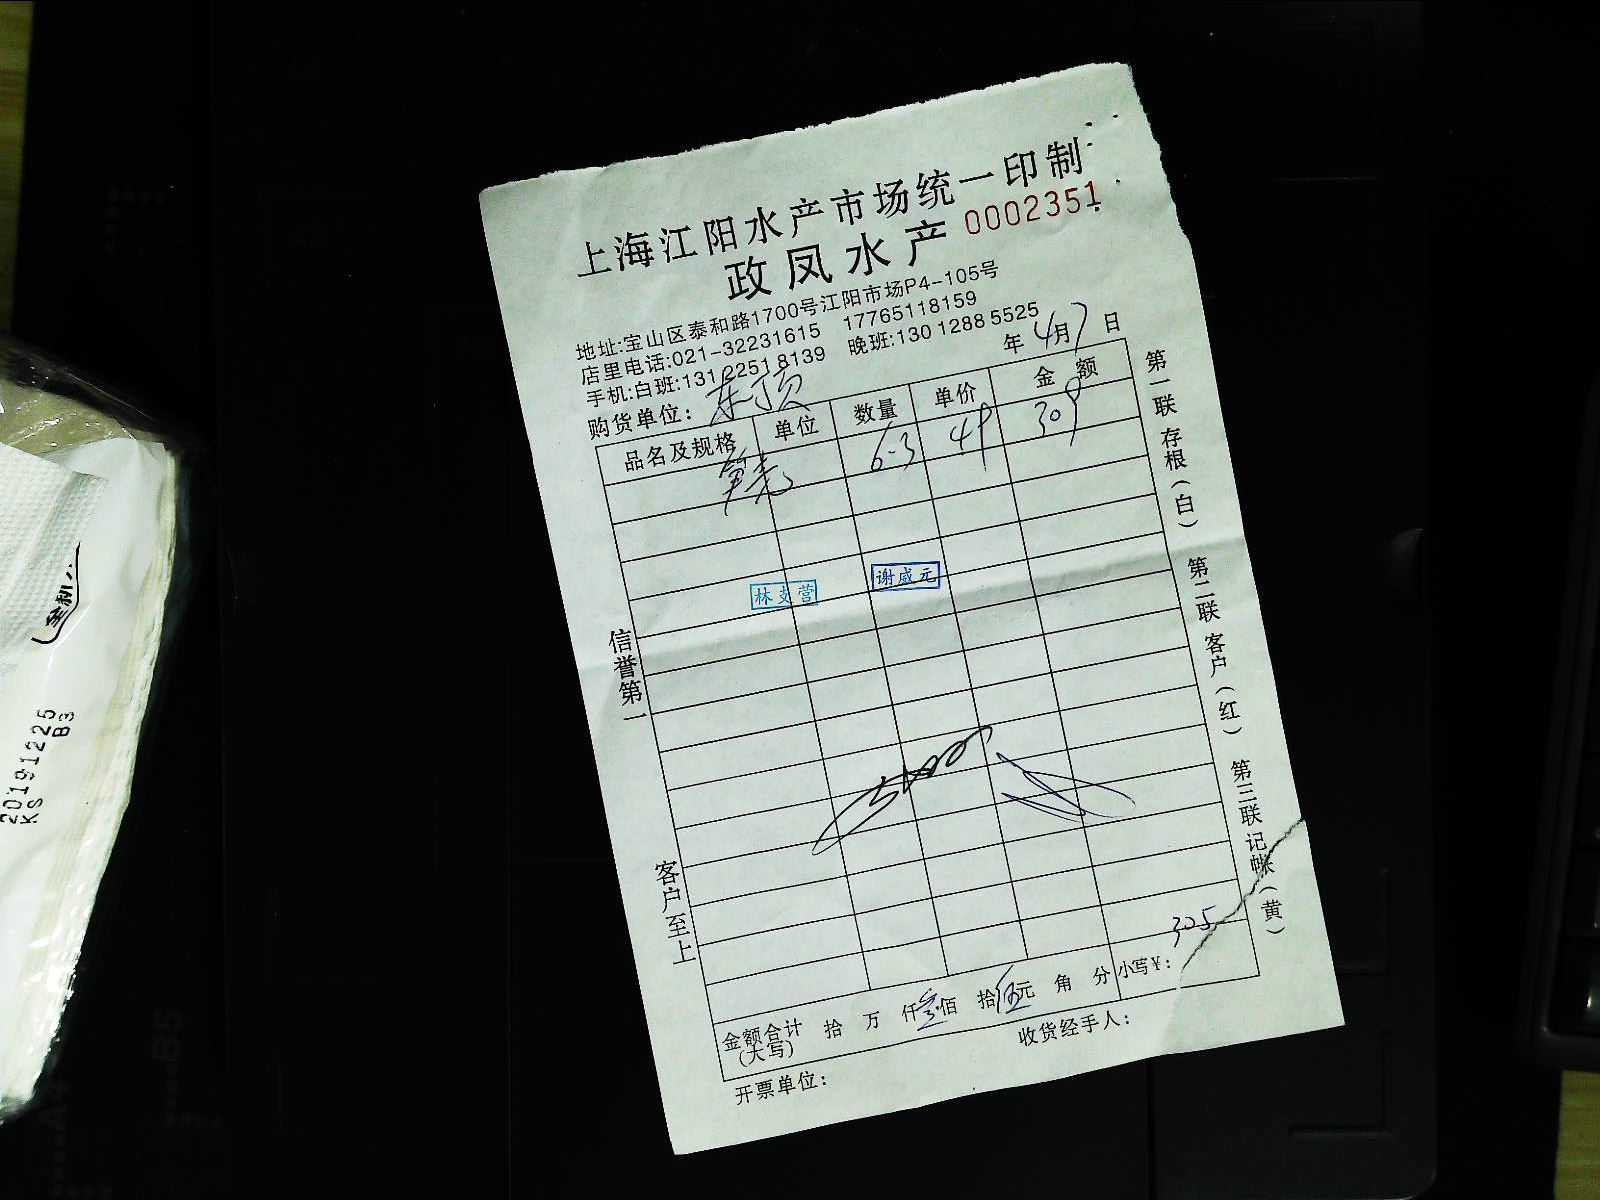 上海江阳水产市场统一印制
政凤水产 0002351
地址:宝山区泰和路1700号江阳市场P4-105号
店里电话:021-32231615 17765118159
手机:白班:131 2251 8139 晚班:130 1288 5525
购货单位: 年 4月7日
品名及规格 单位 数量 单价 金额
6.3 49 309
林支营 谢威元
信誉第一
客户至上
第一联 存根(白) 第二联 客户(红) 第三联 记帐(黄)
305
金额合计(大写) 拾 万 仟叁佰 拾伍元 角 分 小写¥:
开票单位: 收货经手人:
20191225
KS B3